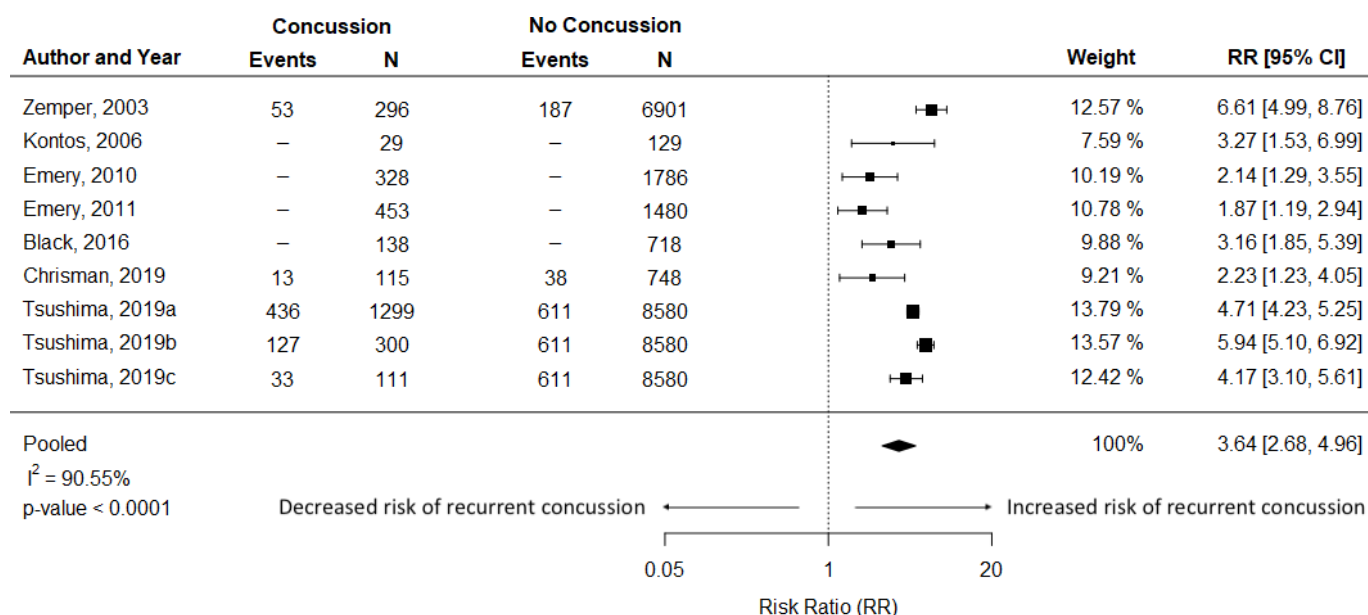 Concussion No Concussion
Author and Year Events N Events N Weight RR [95% CI]
Zemper, 2003 53 296 187 6901 12.57 % 6.61 [4.99, 8.76]
Kontos, 2006 – 29 – 129 7.59 % 3.27 [1.53, 6.99]
Emery, 2010 – 328 – 1786 10.19 % 2.14 [1.29, 3.55]
Emery, 2011 – 453 – 1480 10.78 % 1.87 [1.19, 2.94]
Black, 2016 – 138 – 718 9.88 % 3.16 [1.85, 5.39]
Chrisman, 2019 13 115 38 748 9.21 % 2.23 [1.23, 4.05]
Tsushima, 2019a 436 1299 611 8580 13.79 % 4.71 [4.23, 5.25]
Tsushima, 2019b 127 300 611 8580 13.57 % 5.94 [5.10, 6.92]
Tsushima, 2019c 33 111 611 8580 12.42 % 4.17 [3.10, 5.61]
Pooled 100% 3.64 [2.68, 4.96]
I² = 90.55%
p-value < 0.0001 Decreased risk of recurrent concussion Increased risk of recurrent concussion
0.05 1 20
Risk Ratio (RR)